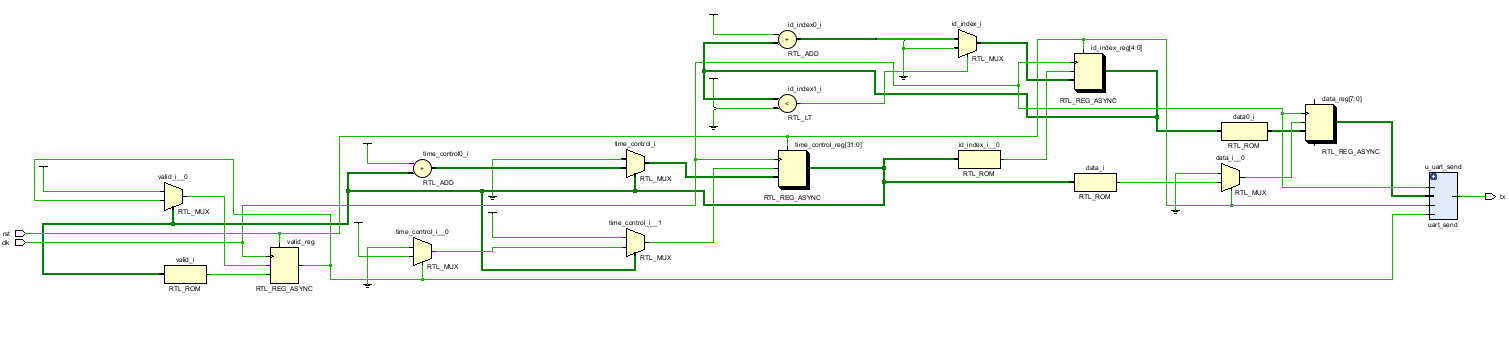 id_index0_i
+
RTL_ADD
id_index_i
RTL_MUX
id_index_reg[4:0]
RTL_REG_ASYNC
id_index1_i
<
RTL_LT
data_reg[7:0]
RTL_REG_ASYNC
data0_i
RTL_ROM
time_control0_i
+
RTL_ADD
time_control_i
RTL_MUX
time_control_reg[31:0]
RTL_REG_ASYNC
id_index_i__0
RTL_ROM
data_i
RTL_ROM
data_i__0
RTL_MUX
u_uart_send
uart_send
tx
valid_i__0
RTL_MUX
rst
clk
valid_reg
RTL_REG_ASYNC
valid_i
RTL_ROM
time_control_i__0
RTL_MUX
time_control_i__1
RTL_MUX